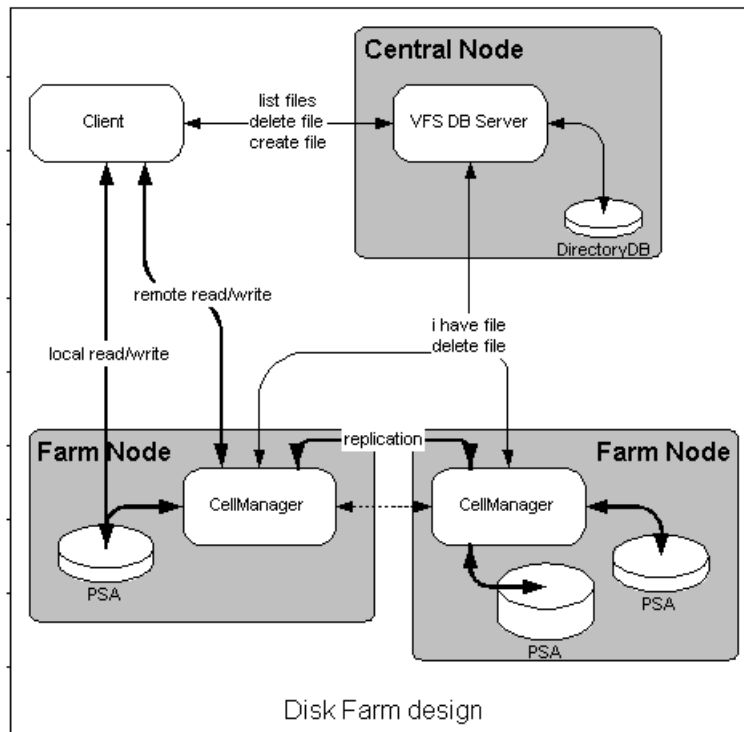 Central Node
Client
list files
delete file
create file
VFS DB Server
DirectoryDB
remote read/write
i have file
delete file
local read/write
Farm Node
replication
Farm Node
CellManager
CellManager
PSA
PSA
PSA
Disk Farm design